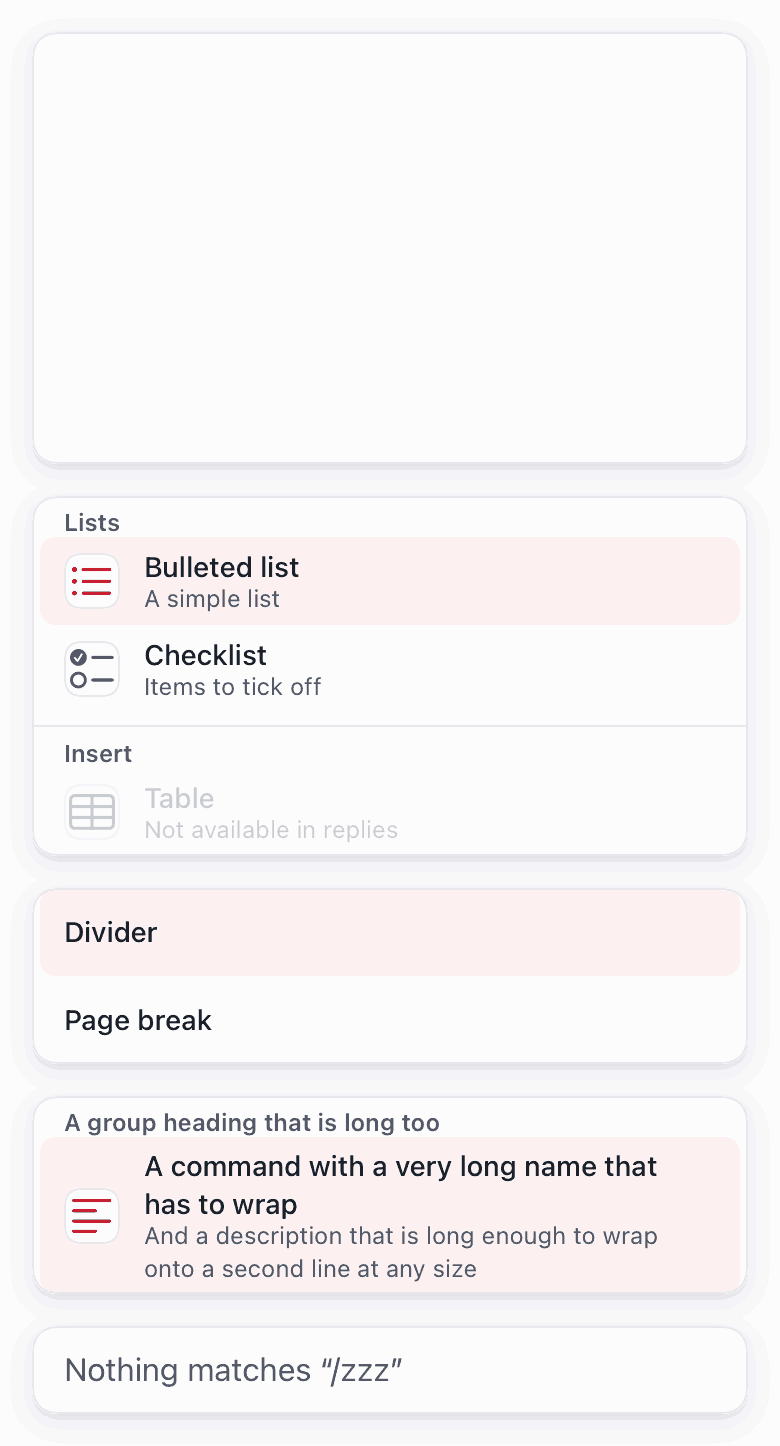 Lists
Bulleted list
A simple list
Checklist
Items to tick off
Insert
Table
Not available in replies
Divider
Page break
A group heading that is long too
A command with a very long name that
has to wrap
And a description that is long enough to wrap
onto a second line at any size
Nothing matches “/zzz”